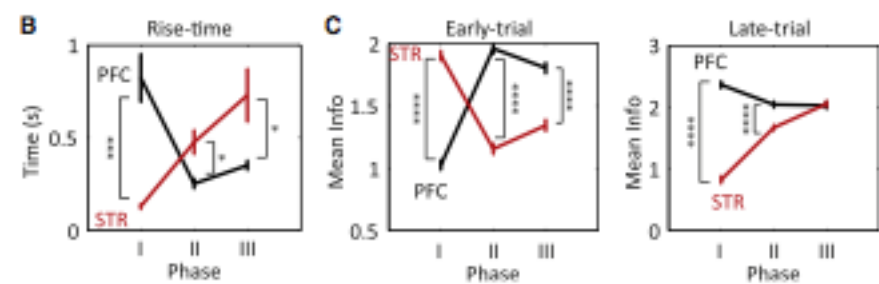 B
Rise-time
1
0.5
0
Time (s)
PFC
STR
***
*
*
I II III
Phase
C
Early-trial
2
1.5
1
0.5
Mean Info
STR
PFC
****
****
****
I II III
Phase
Late-trial
3
2
1
0
Mean Info
PFC
STR
****
****
I II III
Phase